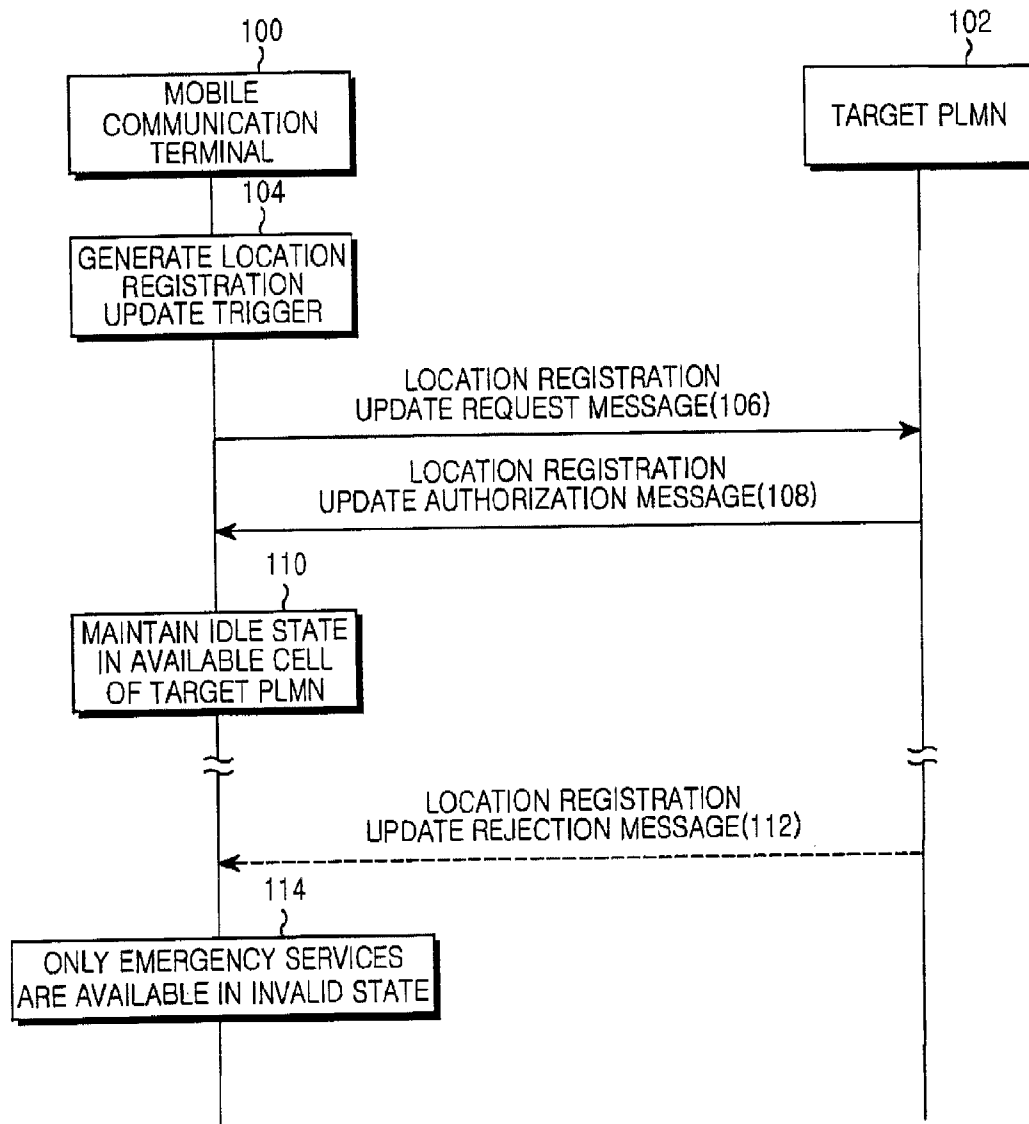 100
102
MOBILE
COMMUNICATION
TERMINAL
TARGET PLMN
104
GENERATE LOCATION
REGISTRATION
UPDATE TRIGGER
LOCATION REGISTRATION
UPDATE REQUEST MESSAGE(106)
LOCATION REGISTRATION
UPDATE AUTHORIZATION MESSAGE(108)
110
MAINTAIN IDLE STATE
IN AVAILABLE CELL
OF TARGET PLMN
LOCATION REGISTRATION
UPDATE REJECTION MESSAGE(112)
114
ONLY EMERGENCY SERVICES
ARE AVAILABLE IN INVALID STATE